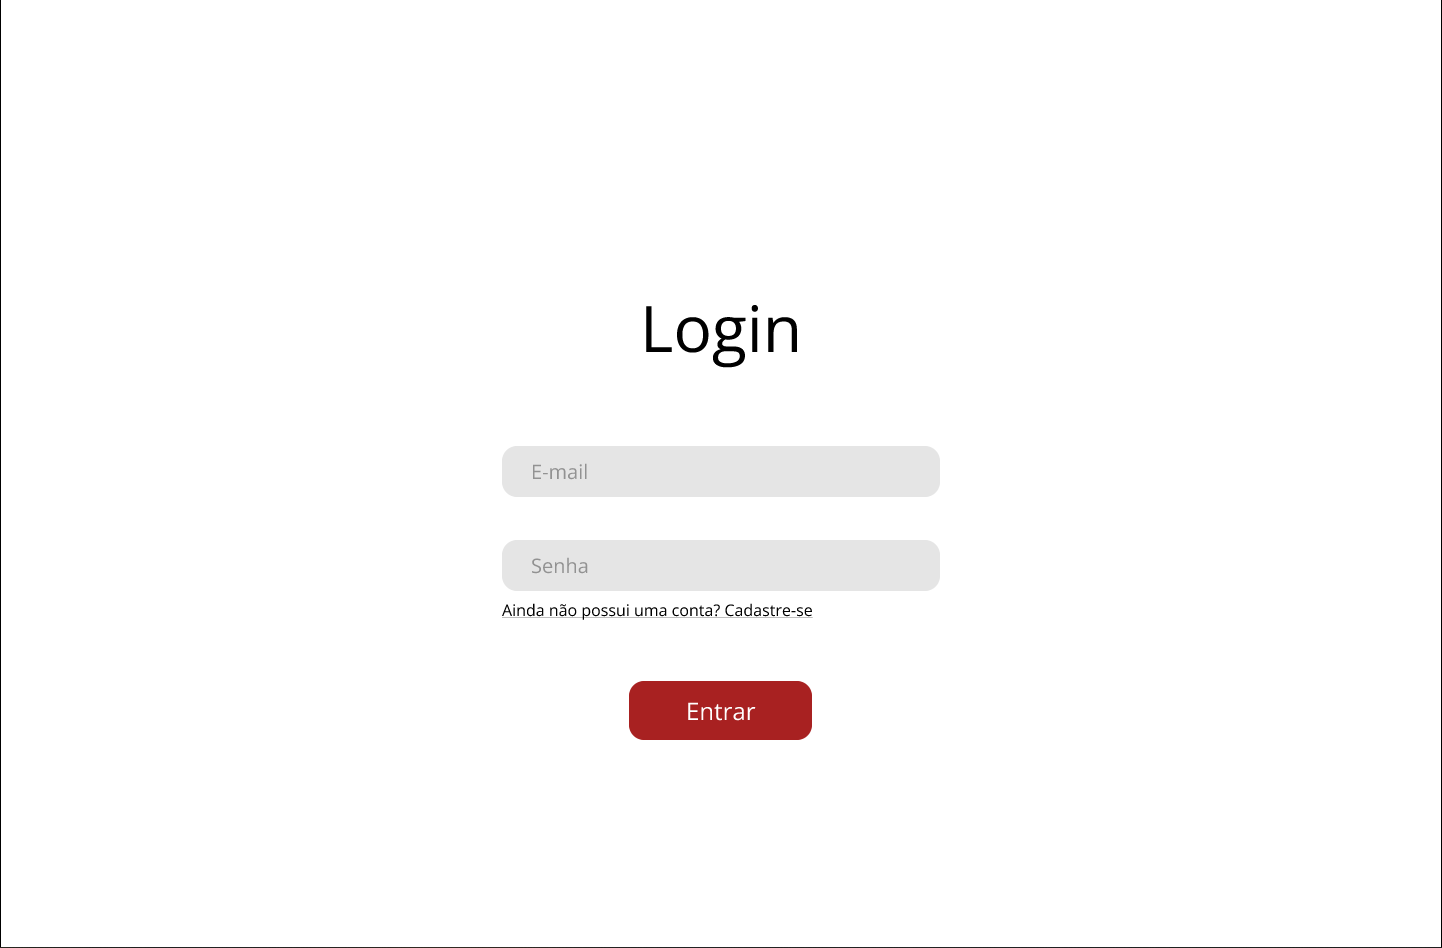 Login
E-mail
Senha
Ainda não possui uma conta? Cadastre-se
Entrar